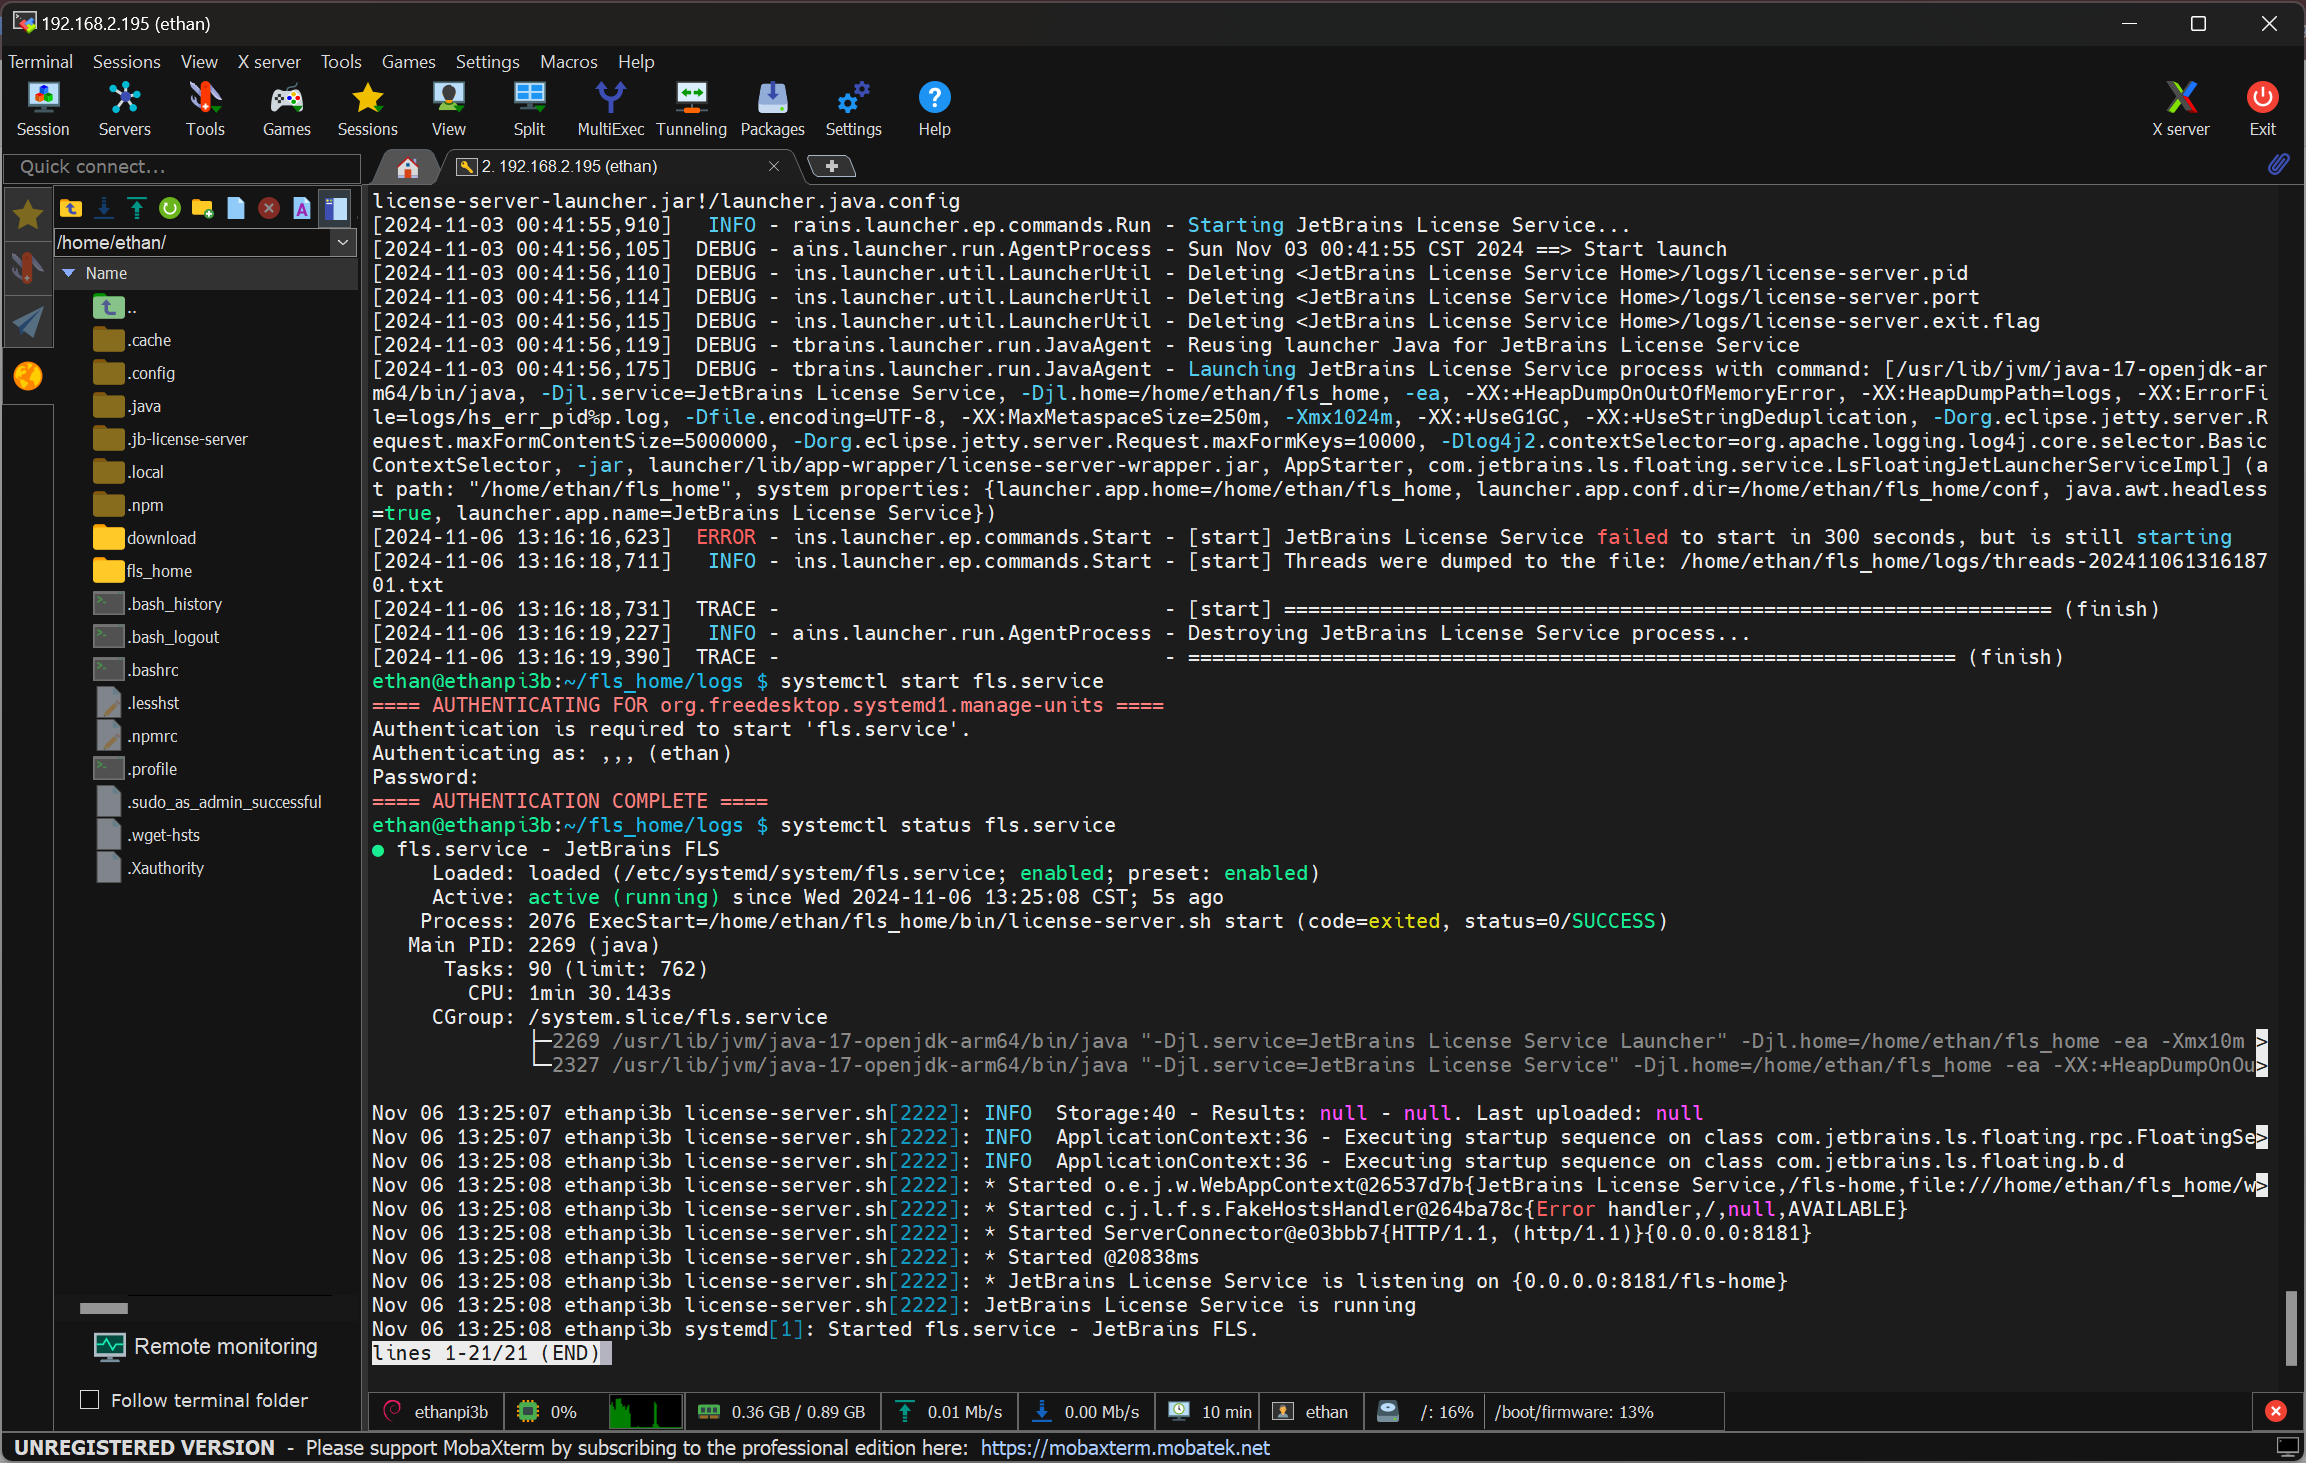 192.168.2.195 (ethan)
Terminal Sessions View X server Tools Games Settings Macros Help
Session Servers Tools Games Sessions View Split MultiExec Tunneling Packages Settings Help X server Exit
Quick connect...
2. 192.168.2.195 (ethan)
/home/ethan/
Name
..
.cache
.config
.java
.jb-license-server
.local
.npm
download
fls_home
.bash_history
.bash_logout
.bashrc
.lesshst
.npmrc
.profile
.sudo_as_admin_successful
.wget-hsts
.Xauthority
Remote monitoring
Follow terminal folder
license-server-launcher.jar!/launcher.java.config
[2024-11-03 00:41:55,910]   INFO - rains.launcher.ep.commands.Run - Starting JetBrains License Service...
[2024-11-03 00:41:56,105]  DEBUG - ains.launcher.run.AgentProcess - Sun Nov 03 00:41:55 CST 2024 ==> Start launch
[2024-11-03 00:41:56,110]  DEBUG - ins.launcher.util.LauncherUtil - Deleting <JetBrains License Service Home>/logs/license-server.pid
[2024-11-03 00:41:56,114]  DEBUG - ins.launcher.util.LauncherUtil - Deleting <JetBrains License Service Home>/logs/license-server.port
[2024-11-03 00:41:56,115]  DEBUG - ins.launcher.util.LauncherUtil - Deleting <JetBrains License Service Home>/logs/license-server.exit.flag
[2024-11-03 00:41:56,119]  DEBUG - tbrains.launcher.run.JavaAgent - Reusing launcher Java for JetBrains License Service
[2024-11-03 00:41:56,175]  DEBUG - tbrains.launcher.run.JavaAgent - Launching JetBrains License Service process with command: [/usr/lib/jvm/java-17-openjdk-ar
m64/bin/java, -Djl.service=JetBrains License Service, -Djl.home=/home/ethan/fls_home, -ea, -XX:+HeapDumpOnOutOfMemoryError, -XX:HeapDumpPath=logs, -XX:ErrorFi
le=logs/hs_err_pid%p.log, -Dfile.encoding=UTF-8, -XX:MaxMetaspaceSize=250m, -Xmx1024m, -XX:+UseG1GC, -XX:+UseStringDeduplication, -Dorg.eclipse.jetty.server.R
equest.maxFormContentSize=5000000, -Dorg.eclipse.jetty.server.Request.maxFormKeys=10000, -Dlog4j2.contextSelector=org.apache.logging.log4j.core.selector.Basic
ContextSelector, -jar, launcher/lib/app-wrapper/license-server-wrapper.jar, AppStarter, com.jetbrains.ls.floating.service.LsFloatingJetLauncherServiceImpl] (a
t path: "/home/ethan/fls_home", system properties: {launcher.app.home=/home/ethan/fls_home, launcher.app.conf.dir=/home/ethan/fls_home/conf, java.awt.headless
=true, launcher.app.name=JetBrains License Service})
[2024-11-06 13:16:16,623]  ERROR - ins.launcher.ep.commands.Start - [start] JetBrains License Service failed to start in 300 seconds, but is still starting
[2024-11-06 13:16:18,711]   INFO - ins.launcher.ep.commands.Start - [start] Threads were dumped to the file: /home/ethan/fls_home/logs/threads-202411061316187
01.txt
[2024-11-06 13:16:18,731]  TRACE -                                - [start] ================================================================ (finish)
[2024-11-06 13:16:19,227]   INFO - ains.launcher.run.AgentProcess - Destroying JetBrains License Service process...
[2024-11-06 13:16:19,390]  TRACE -                                - ================================================================ (finish)
ethan@ethanpi3b:~/fls_home/logs $ systemctl start fls.service
==== AUTHENTICATING FOR org.freedesktop.systemd1.manage-units ====
Authentication is required to start 'fls.service'.
Authenticating as: ,,, (ethan)
Password:
==== AUTHENTICATION COMPLETE ====
ethan@ethanpi3b:~/fls_home/logs $ systemctl status fls.service
● fls.service - JetBrains FLS
Loaded: loaded (/etc/systemd/system/fls.service; enabled; preset: enabled)
Active: active (running) since Wed 2024-11-06 13:25:08 CST; 5s ago
Process: 2076 ExecStart=/home/ethan/fls_home/bin/license-server.sh start (code=exited, status=0/SUCCESS)
Main PID: 2269 (java)
Tasks: 90 (limit: 762)
CPU: 1min 30.143s
CGroup: /system.slice/fls.service
├─2269 /usr/lib/jvm/java-17-openjdk-arm64/bin/java "-Djl.service=JetBrains License Service Launcher" -Djl.home=/home/ethan/fls_home -ea -Xmx10m >
└─2327 /usr/lib/jvm/java-17-openjdk-arm64/bin/java "-Djl.service=JetBrains License Service" -Djl.home=/home/ethan/fls_home -ea -XX:+HeapDumpOnOu>
Nov 06 13:25:07 ethanpi3b license-server.sh[2222]: INFO  Storage:40 - Results: null - null. Last uploaded: null
Nov 06 13:25:07 ethanpi3b license-server.sh[2222]: INFO  ApplicationContext:36 - Executing startup sequence on class com.jetbrains.ls.floating.rpc.FloatingSe>
Nov 06 13:25:08 ethanpi3b license-server.sh[2222]: INFO  ApplicationContext:36 - Executing startup sequence on class com.jetbrains.ls.floating.b.d
Nov 06 13:25:08 ethanpi3b license-server.sh[2222]: * Started o.e.j.w.WebAppContext@26537d7b{JetBrains License Service,/fls-home,file:///home/ethan/fls_home/w>
Nov 06 13:25:08 ethanpi3b license-server.sh[2222]: * Started c.j.l.f.s.FakeHostsHandler@264ba78c{Error handler,/,null,AVAILABLE}
Nov 06 13:25:08 ethanpi3b license-server.sh[2222]: * Started ServerConnector@e03bbb7{HTTP/1.1, (http/1.1)}{0.0.0.0:8181}
Nov 06 13:25:08 ethanpi3b license-server.sh[2222]: * Started @20838ms
Nov 06 13:25:08 ethanpi3b license-server.sh[2222]: * JetBrains License Service is listening on {0.0.0.0:8181/fls-home}
Nov 06 13:25:08 ethanpi3b license-server.sh[2222]: JetBrains License Service is running
Nov 06 13:25:08 ethanpi3b systemd[1]: Started fls.service - JetBrains FLS.
lines 1-21/21 (END)
ethanpi3b 0% 0.36 GB / 0.89 GB 0.01 Mb/s 0.00 Mb/s 10 min ethan /: 16% /boot/firmware: 13%
UNREGISTERED VERSION - Please support MobaXterm by subscribing to the professional edition here: https://mobaxterm.mobatek.net